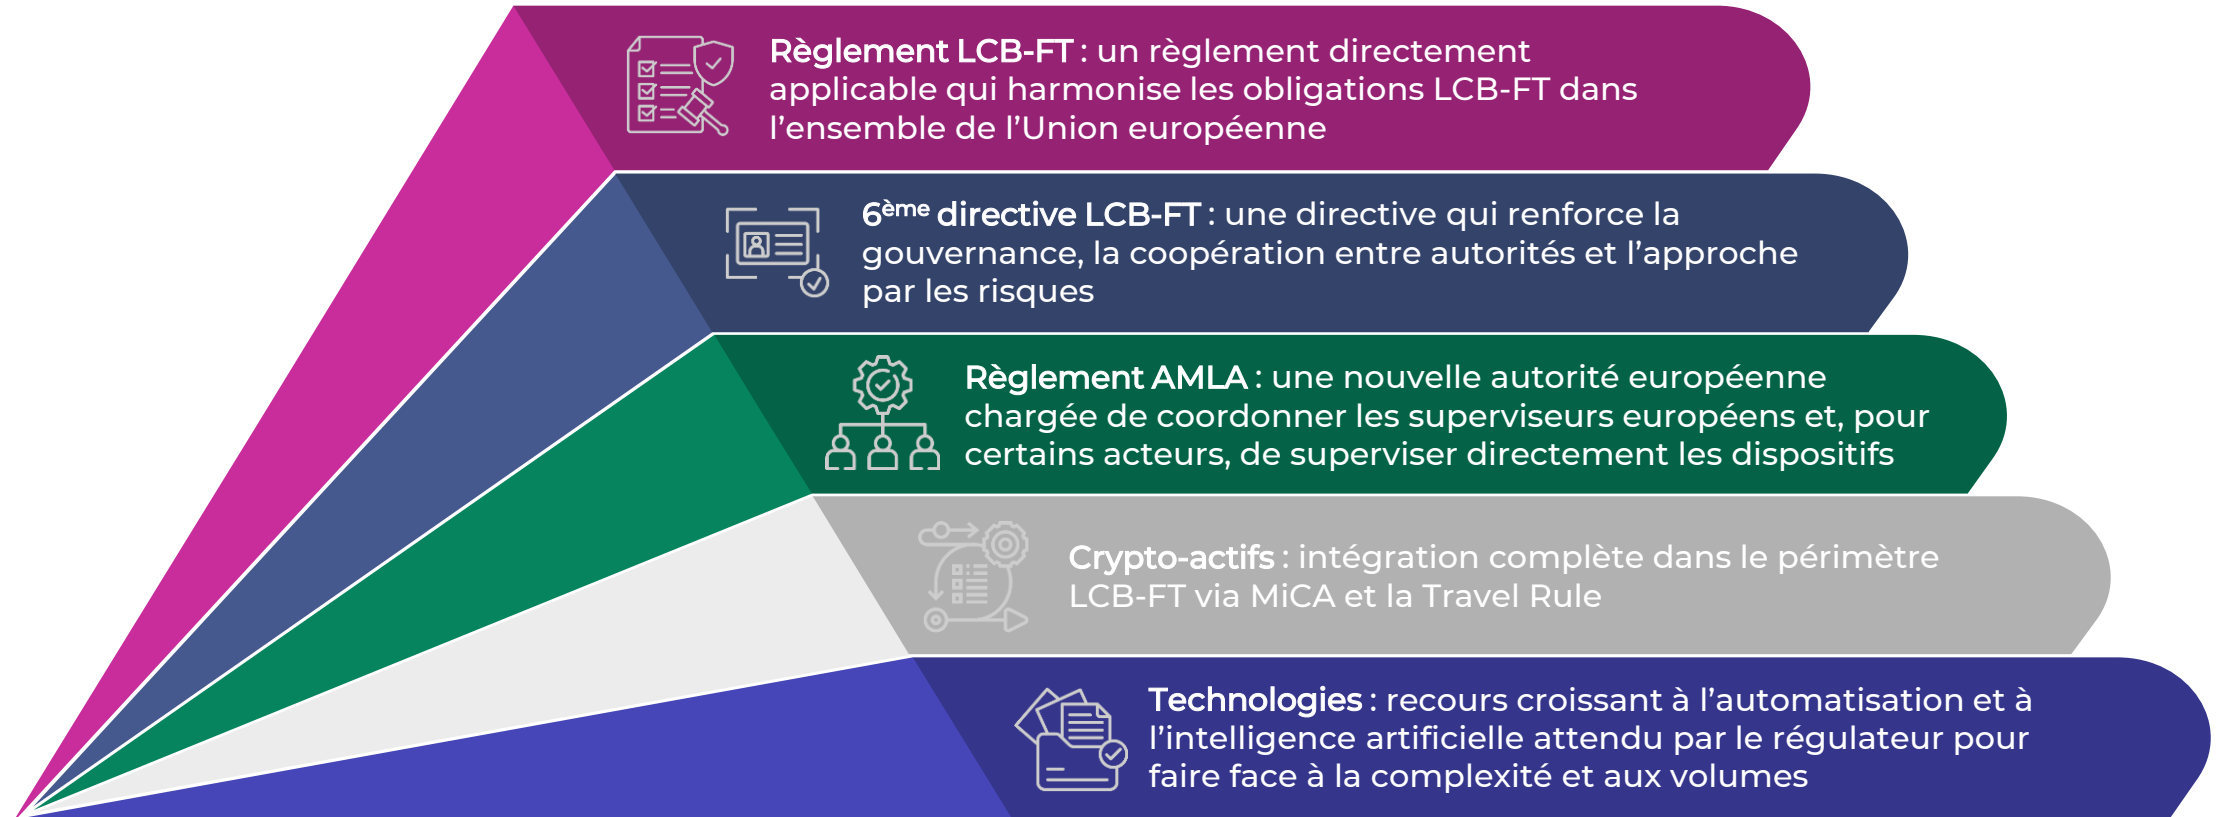 Règlement LCB-FT : un règlement directement
applicable qui harmonise les obligations LCB-FT dans
l’ensemble de l’Union européenne
6ème directive LCB-FT : une directive qui renforce la
gouvernance, la coopération entre autorités et l’approche
par les risques
Règlement AMLA : une nouvelle autorité européenne
chargée de coordonner les superviseurs européens et, pour
certains acteurs, de superviser directement les dispositifs
Crypto-actifs : intégration complète dans le périmètre
LCB-FT via MiCA et la Travel Rule
Technologies : recours croissant à l’automatisation et à
l’intelligence artificielle attendu par le régulateur pour
faire face à la complexité et aux volumes